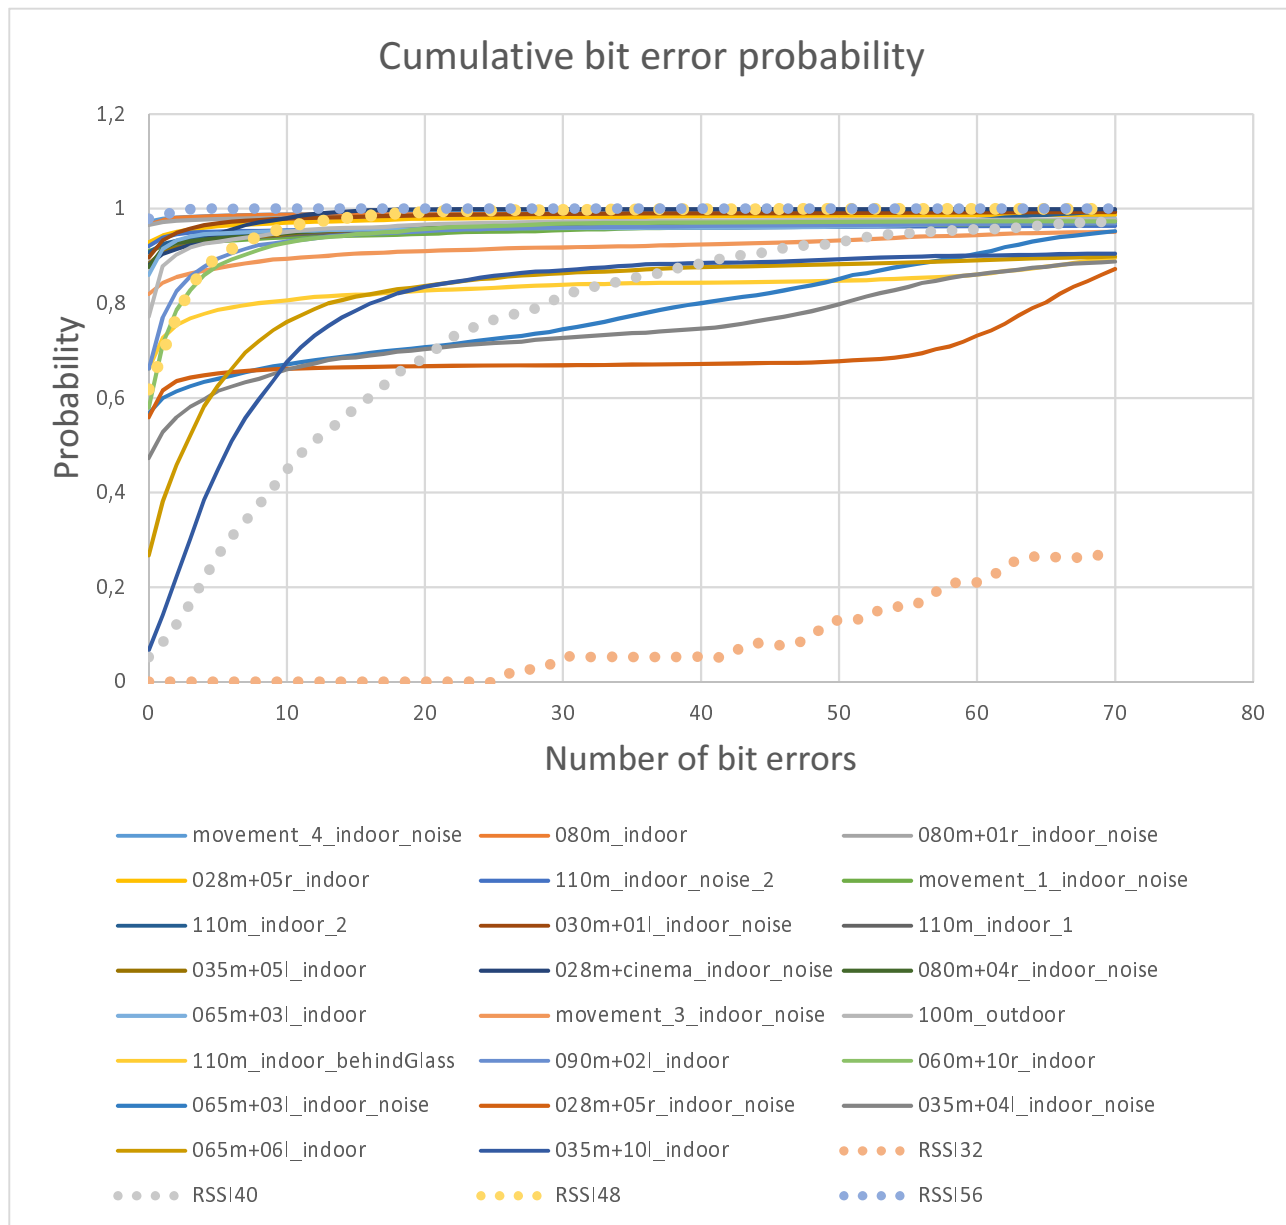 Cumulative bit error probability
1,2
1
0,8
0,6
0,4
0,2
0
Probability
0 10 20 30 40 50 60 70 80
Number of bit errors
movement_4_indoor_noise 080m_indoor 080m+01r_indoor_noise
028m+05r_indoor 110m_indoor_noise_2 movement_1_indoor_noise
110m_indoor_2 030m+01l_indoor_noise 110m_indoor_1
035m+05l_indoor 028m+cinema_indoor_noise 080m+04r_indoor_noise
065m+03l_indoor movement_3_indoor_noise 100m_outdoor
110m_indoor_behindGlass 090m+02l_indoor 060m+10r_indoor
065m+03l_indoor_noise 028m+05r_indoor_noise 035m+04l_indoor_noise
065m+06l_indoor 035m+10l_indoor RSSI32
RSSI40 RSSI48 RSSI56